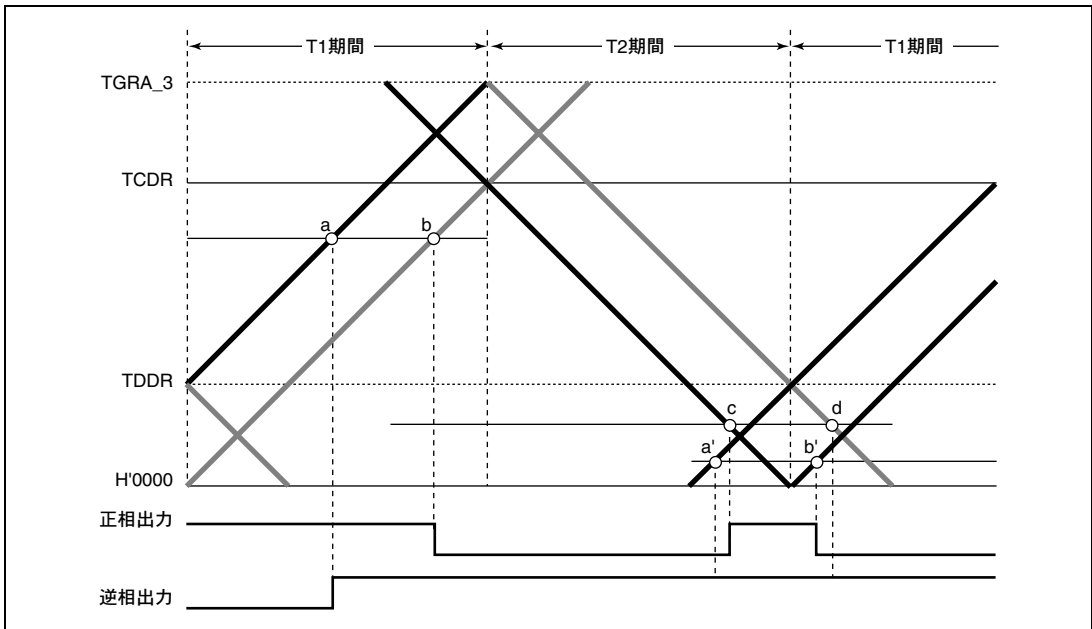 T1期間 T2期間 T1期間
TGRA_3
TCDR
a b
TDDR
c d
a' b'
H'0000
正相出力
逆相出力